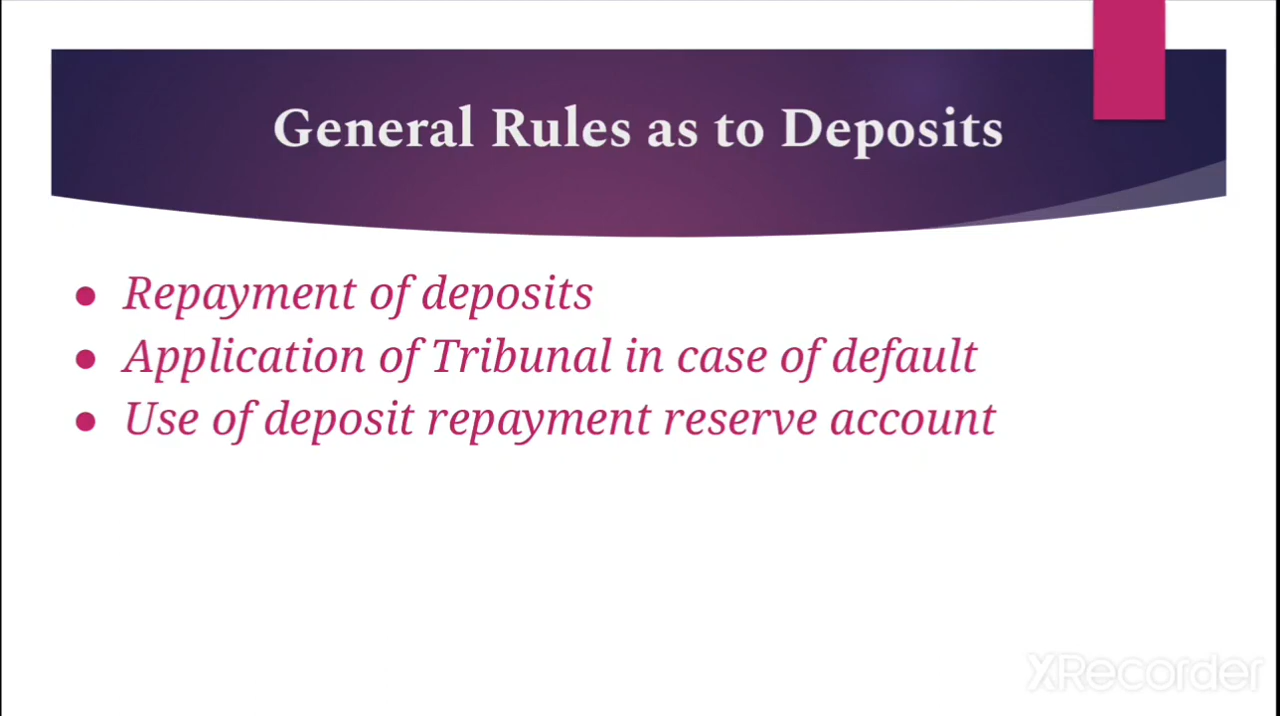 General Rules as to Deposits
● Repayment of deposits
● Application of Tribunal in case of default
● Use of deposit repayment reserve account
XRecorder